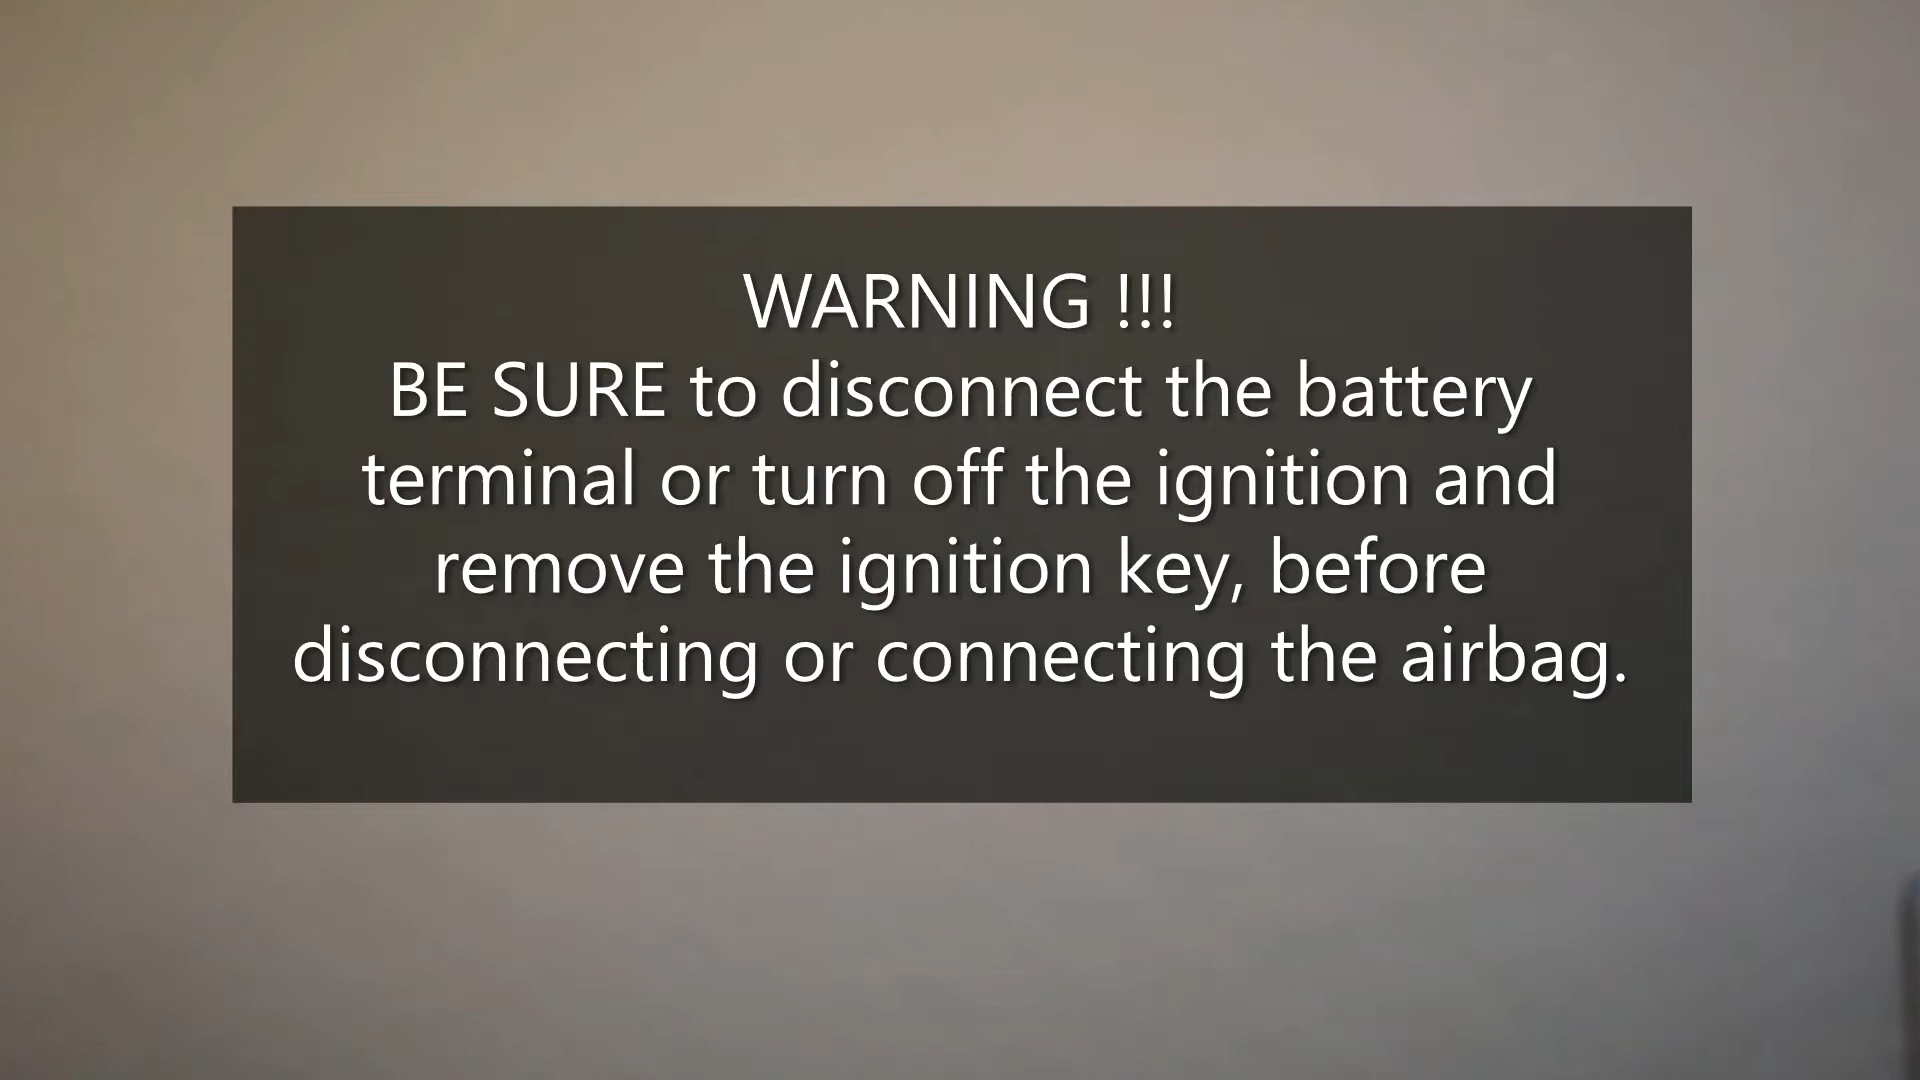 WARNING !!!
BE SURE to disconnect the battery
terminal or turn off the ignition and
remove the ignition key, before
disconnecting or connecting the airbag.